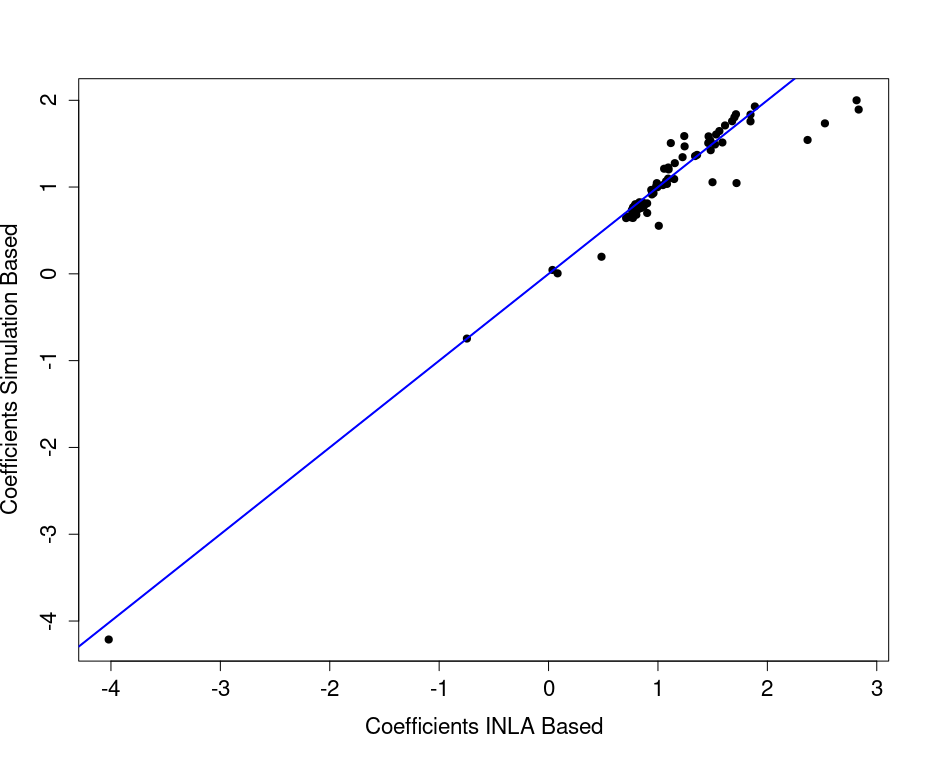 Coefficients Simulation Based
2
1
0
-1
-2
-3
-4
-4 -3 -2 -1 0 1 2 3
Coefficients INLA Based